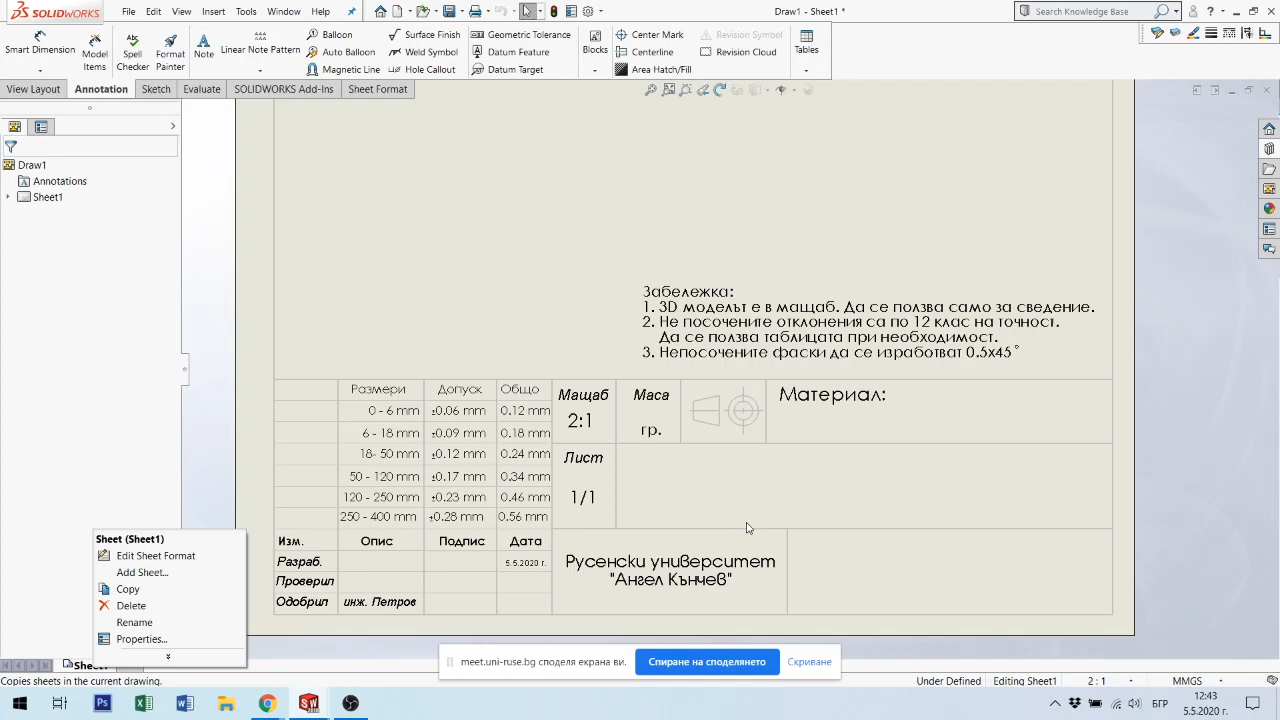 SOLIDWORKS
File Edit View Insert Tools Window Help
Draw1 - Sheet1 *
Search Knowledge Base
Smart Dimension
Model Items
Spell Checker
Format Painter
Note
Linear Note Pattern
Balloon
Auto Balloon
Magnetic Line
Surface Finish
Weld Symbol
Hole Callout
Geometric Tolerance
Datum Feature
Datum Target
Blocks
Center Mark
Centerline
Area Hatch/Fill
Revision Symbol
Revision Cloud
Tables
View Layout Annotation Sketch Evaluate SOLIDWORKS Add-Ins Sheet Format
Draw1
Annotations
Sheet1
Забележка:
1. 3D моделът е в мащаб. Да се ползва само за сведение.
2. Не посочените отклонения са по 12 клас на точност.
Да се ползва таблицата при необходимост.
3. Непосочените фаски да се изработват 0.5x45°
Размери Допуск Общо
0 - 6 mm ±0.06 mm 0.12 mm
6 - 18 mm ±0.09 mm 0.18 mm
18- 50 mm ±0.12 mm 0.24 mm
50 - 120 mm ±0.17 mm 0.34 mm
120 - 250 mm ±0.23 mm 0.46 mm
250 - 400 mm ±0.28 mm 0.56 mm
Изм. Опис Подпис Дата
Разраб. 5.5.2020 г.
Проверил
Одобрил инж. Петров
Мащаб
2:1
Маса
гр.
Материал:
Лист
1/1
Русенски университет
"Ангел Кънчев"
Sheet (Sheet1)
Edit Sheet Format
Add Sheet...
Copy
Delete
Rename
Properties...
Sheet1
meet.uni-ruse.bg споделя екрана ви.
Спиране на споделянето
Скриване
Copies sheets in the current drawing.
Under Defined Editing Sheet1 2 : 1 MMGS
БГР
12:43
5.5.2020 г.